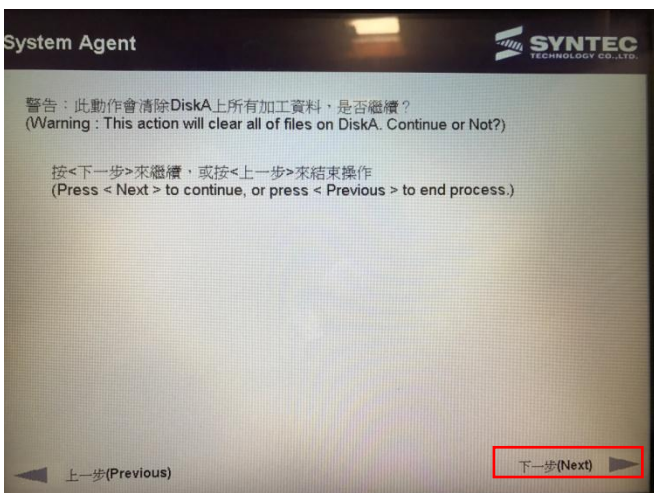 System Agent
SYNTEC
TECHNOLOGY CO.,LTD.
警告：此動作會清除DiskA上所有加工資料，是否繼續？
(Warning : This action will clear all of files on DiskA. Continue or Not?)
按<下一步>來繼續，或按<上一步>來結束操作
(Press < Next > to continue, or press < Previous > to end process.)
上一步(Previous)
下一步(Next)